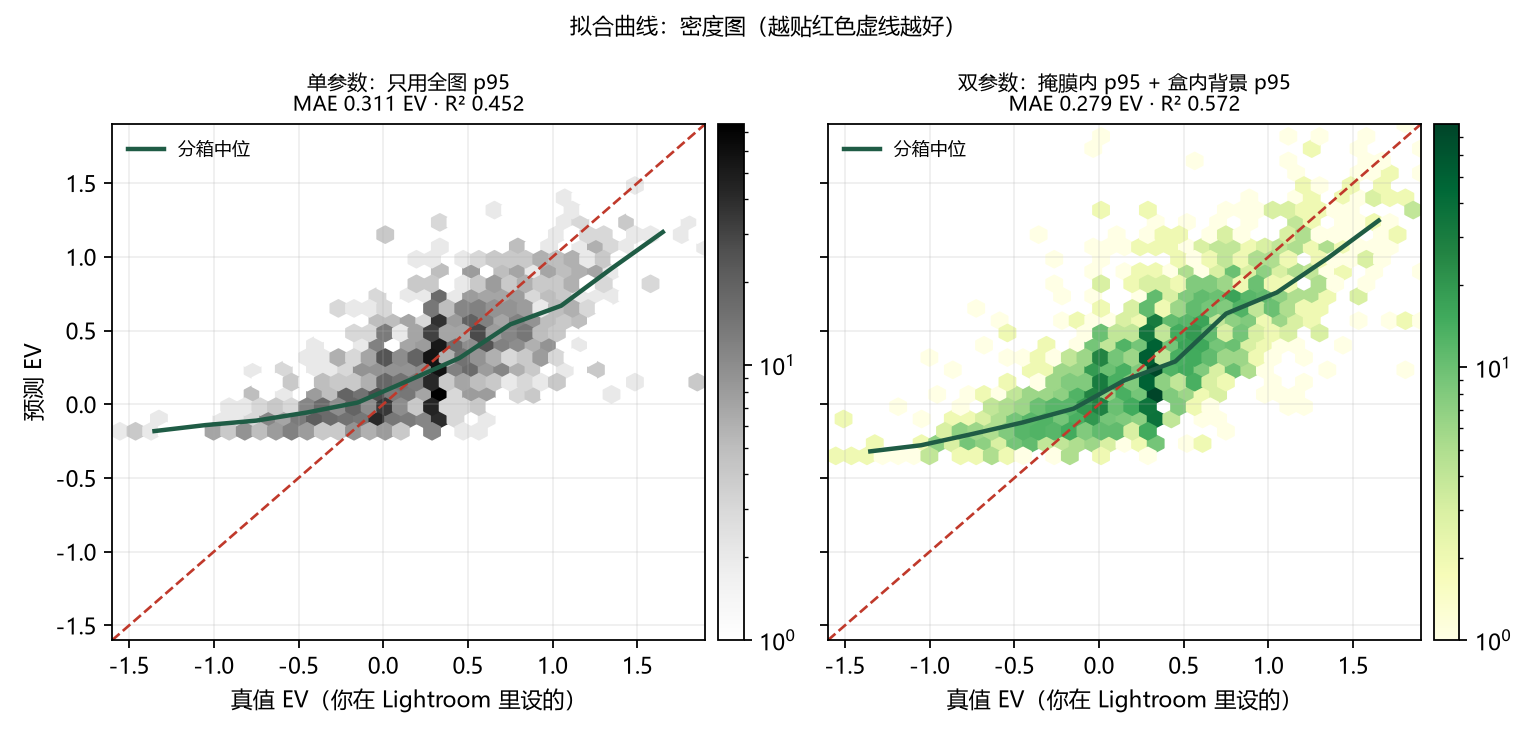 拟合曲线：密度图（越贴红色虚线越好）
单参数：只用全图 p95
MAE 0.311 EV · R² 0.452
分箱中位
1.5
1.0
0.5
0.0
-0.5
-1.0
-1.5
预测 EV
-1.5 -1.0 -0.5 0.0 0.5 1.0 1.5
真值 EV（你在 Lightroom 里设的）
10¹
10⁰
双参数：掩膜内 p95 + 盒内背景 p95
MAE 0.279 EV · R² 0.572
分箱中位
-1.5 -1.0 -0.5 0.0 0.5 1.0 1.5
真值 EV（你在 Lightroom 里设的）
10¹
10⁰